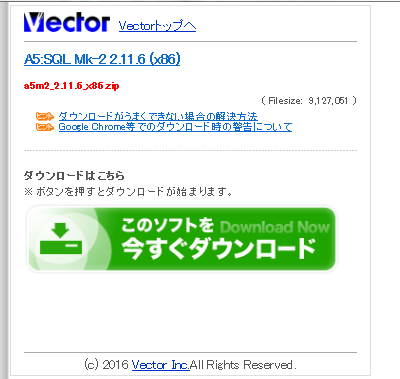 Vector Vectorトップへ
A5:SQL Mk-2 2.11.6 (x86)
a5m2_2.11.6_x86.zip
( Filesize: 9,127,051 )
ダウンロードがうまくできない場合の解決方法
Google Chrome等でのダウンロード時の警告について
ダウンロードはこちら
※ ボタンを押すとダウンロードが始まります。
このソフトを Download Now
今すぐダウンロード
(c) 2016 Vector Inc.All Rights Reserved.